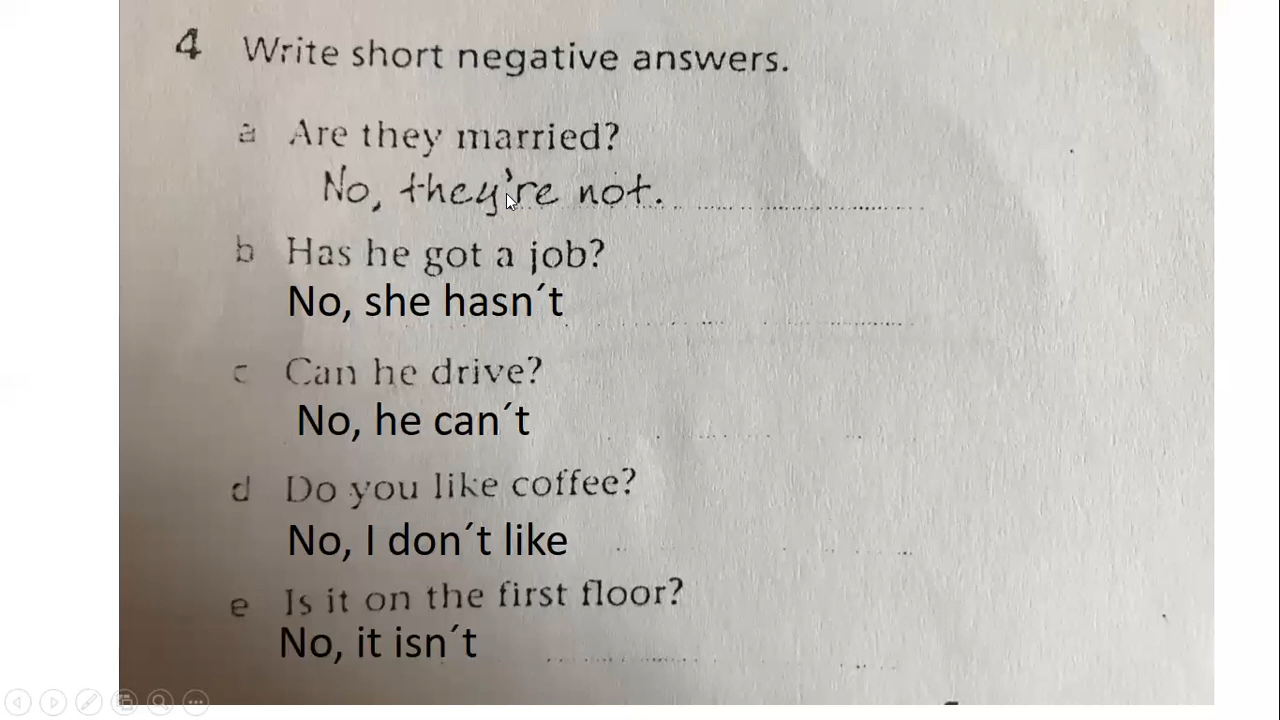 4 Write short negative answers.
a Are they married?
No, they're not.
b Has he got a job?
No, she hasn´t
c Can he drive?
No, he can´t
d Do you like coffee?
No, I don´t like
e Is it on the first floor?
No, it isn´t